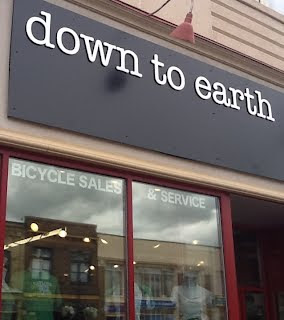 down to earth
BICYCLE SALES & SERVICE